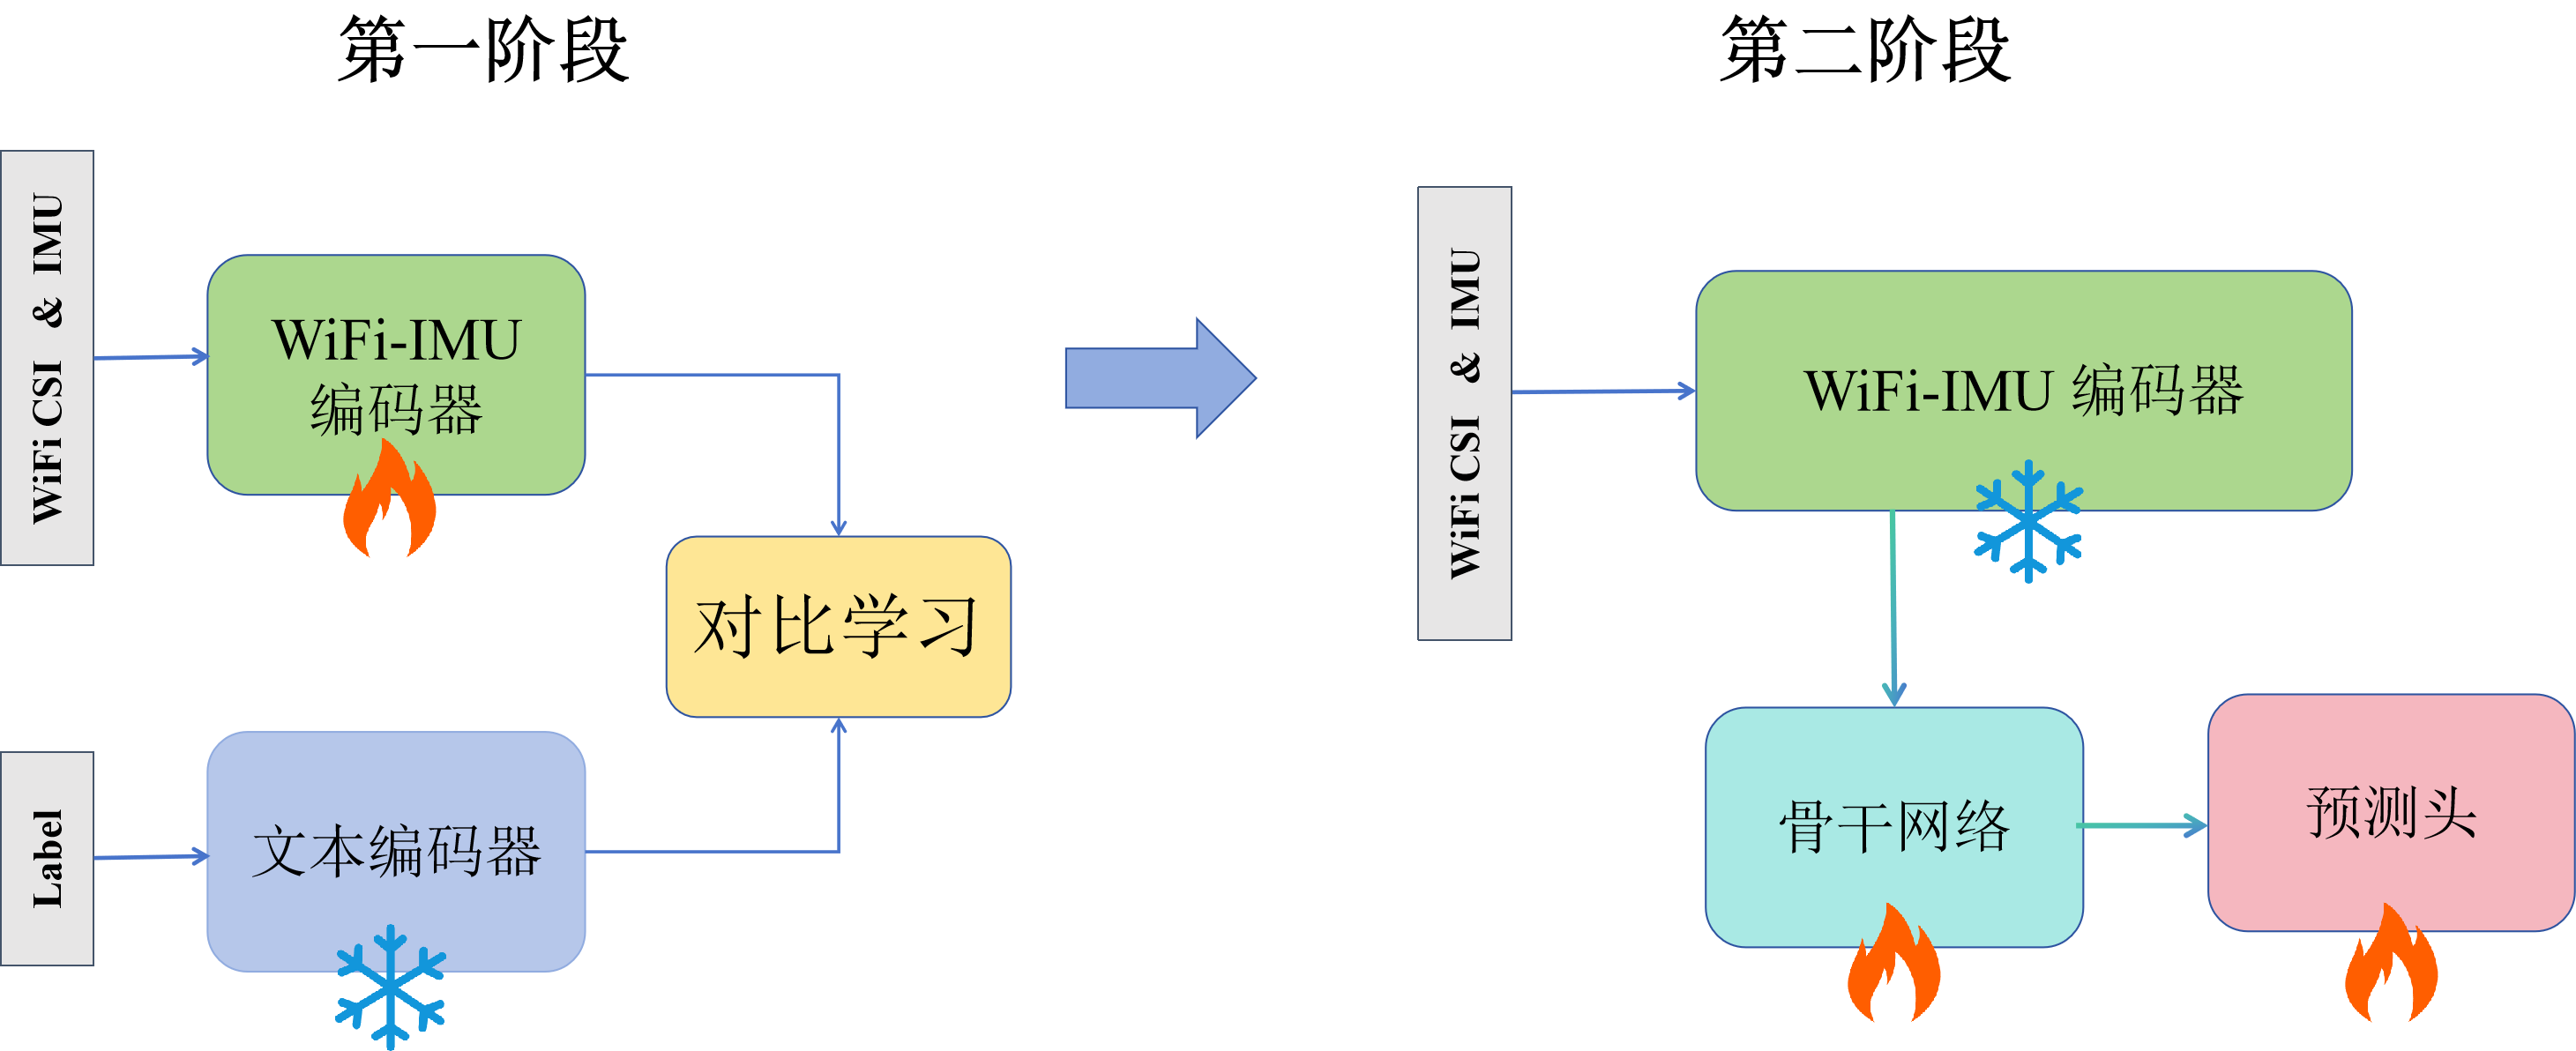 第一阶段
WiFi CSI & IMU
WiFi-IMU
编码器
对比学习
Label
文本编码器
第二阶段
WiFi CSI & IMU
WiFi-IMU 编码器
骨干网络
预测头